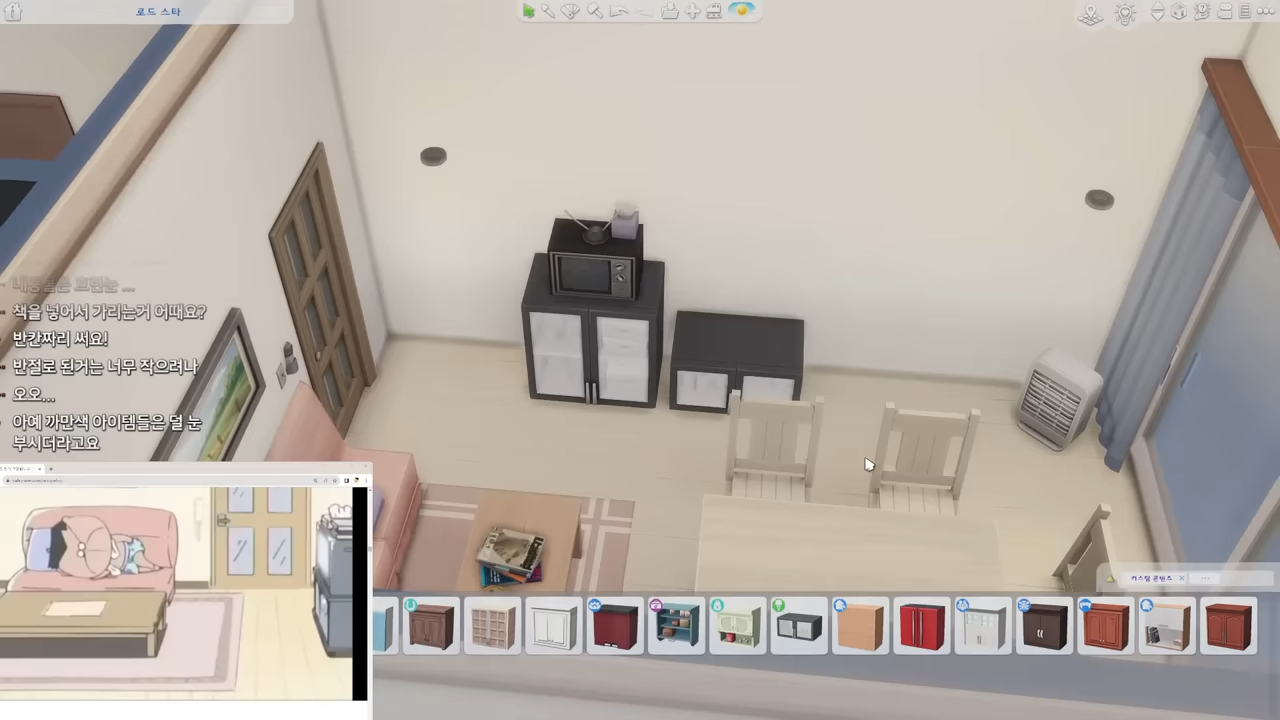 로드 스타
책을 넣어서 가리는거 어때요?
반칸짜리 써요!
반절로 된거는 너무 작으려나
오오...
아예 까만색 아이템들은 덜 눈
부시더라고요
커스텀 콘텐츠